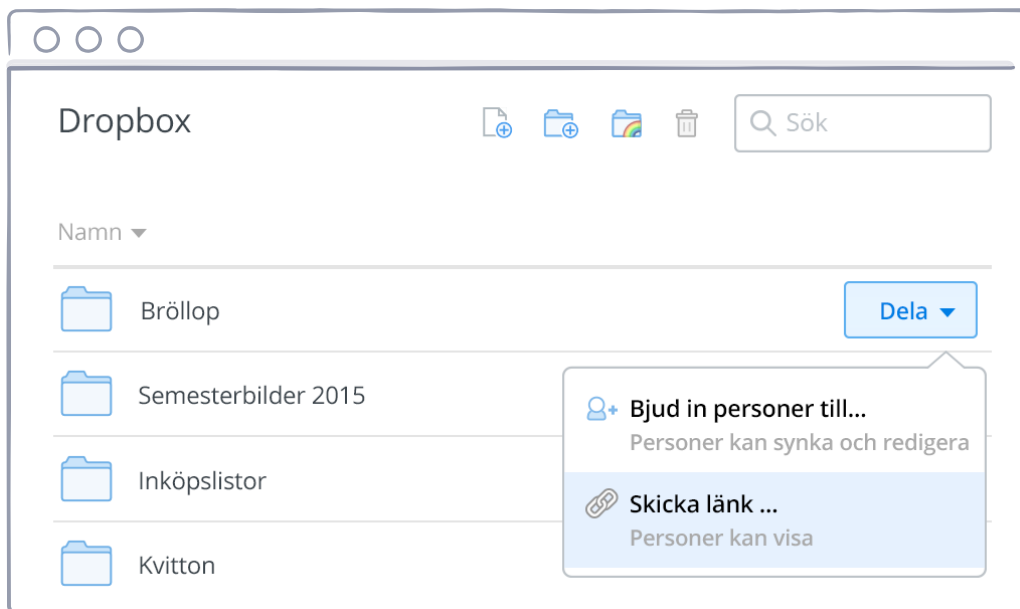 Dropbox
Sök
Namn
Bröllop
Dela
Semesterbilder 2015
Bjud in personer till...
Personer kan synka och redigera
Inköpslistor
Skicka länk ...
Personer kan visa
Kvitton